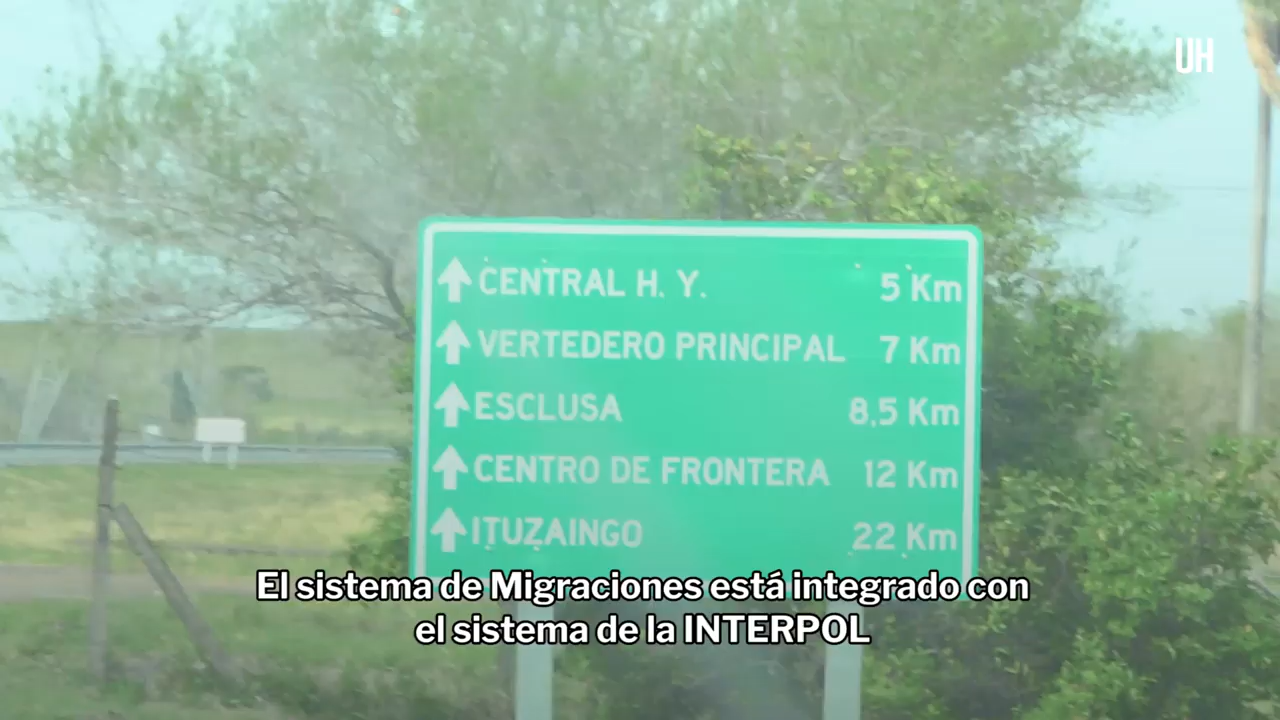 UH
CENTRAL H. Y. 5 Km
VERTEDERO PRINCIPAL 7 Km
ESCLUSA 8,5 Km
CENTRO DE FRONTERA 12 Km
ITUZAINGO 22 Km
El sistema de Migraciones está integrado con
el sistema de la INTERPOL